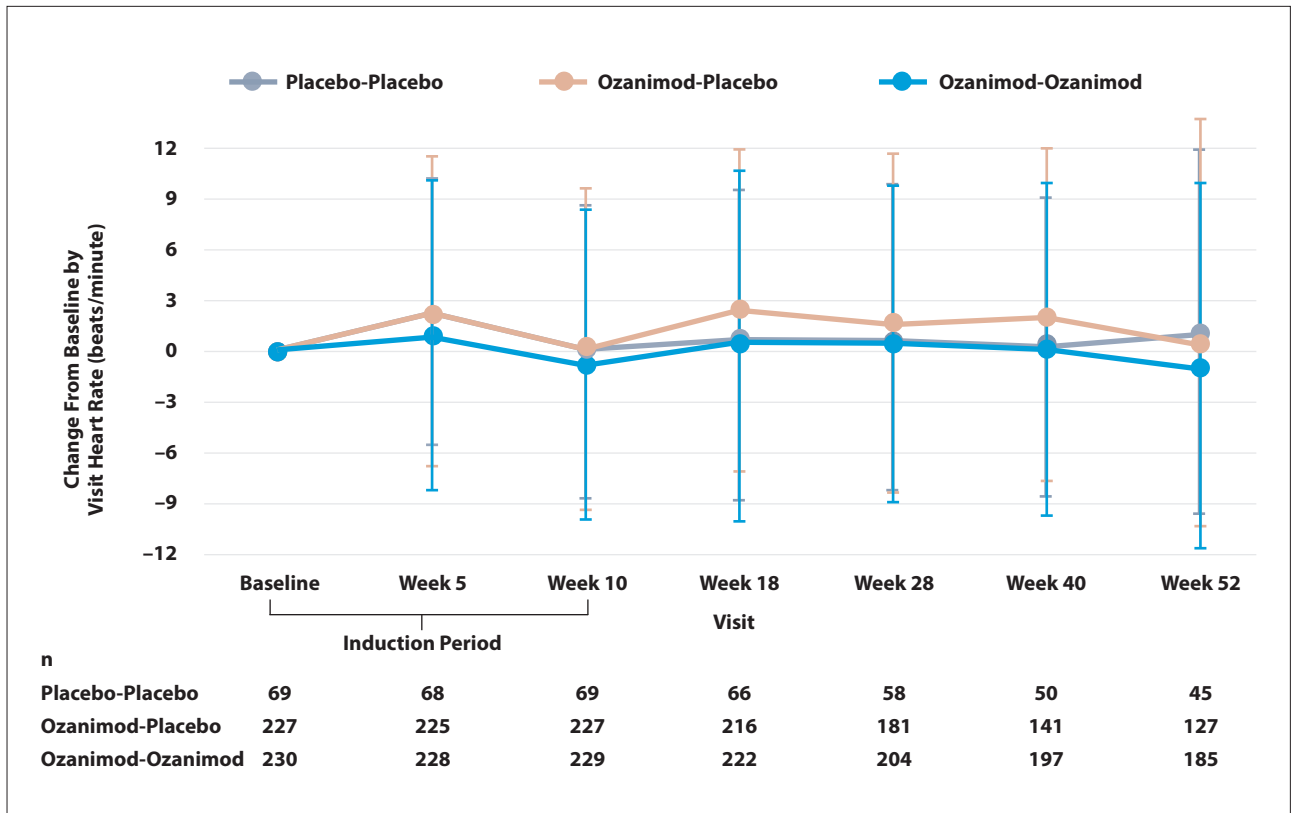 Placebo-Placebo Ozanimod-Placebo Ozanimod-Ozanimod
Change From Baseline by
Visit Heart Rate (beats/minute)
12
9
6
3
0
–3
–6
–9
–12
Baseline Week 5 Week 10 Week 18 Week 28 Week 40 Week 52
Visit
Induction Period
n
Placebo-Placebo 69 68 69 66 58 50 45
Ozanimod-Placebo 227 225 227 216 181 141 127
Ozanimod-Ozanimod 230 228 229 222 204 197 185